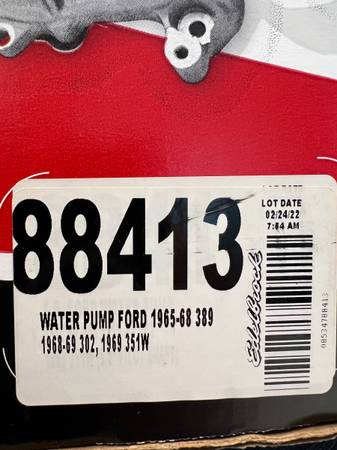 88413
LOT DATE
02/24/22
7:54 AM
WATER PUMP FORD 1965-68 389
1968-69 302, 1969 351W
Edelbrock
08534788413